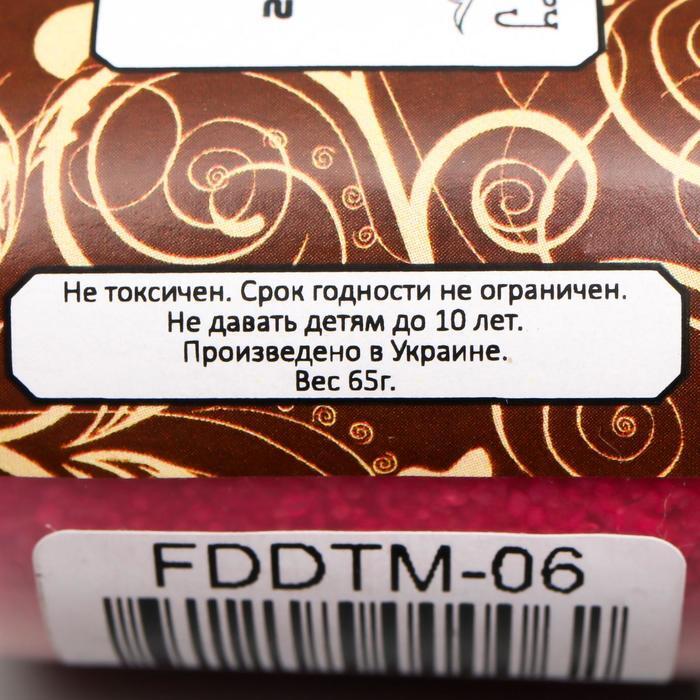 Не токсичен. Срок годности не ограничен.
Не давать детям до 10 лет.
Произведено в Украине.
Вес 65г.
FDDTM-06